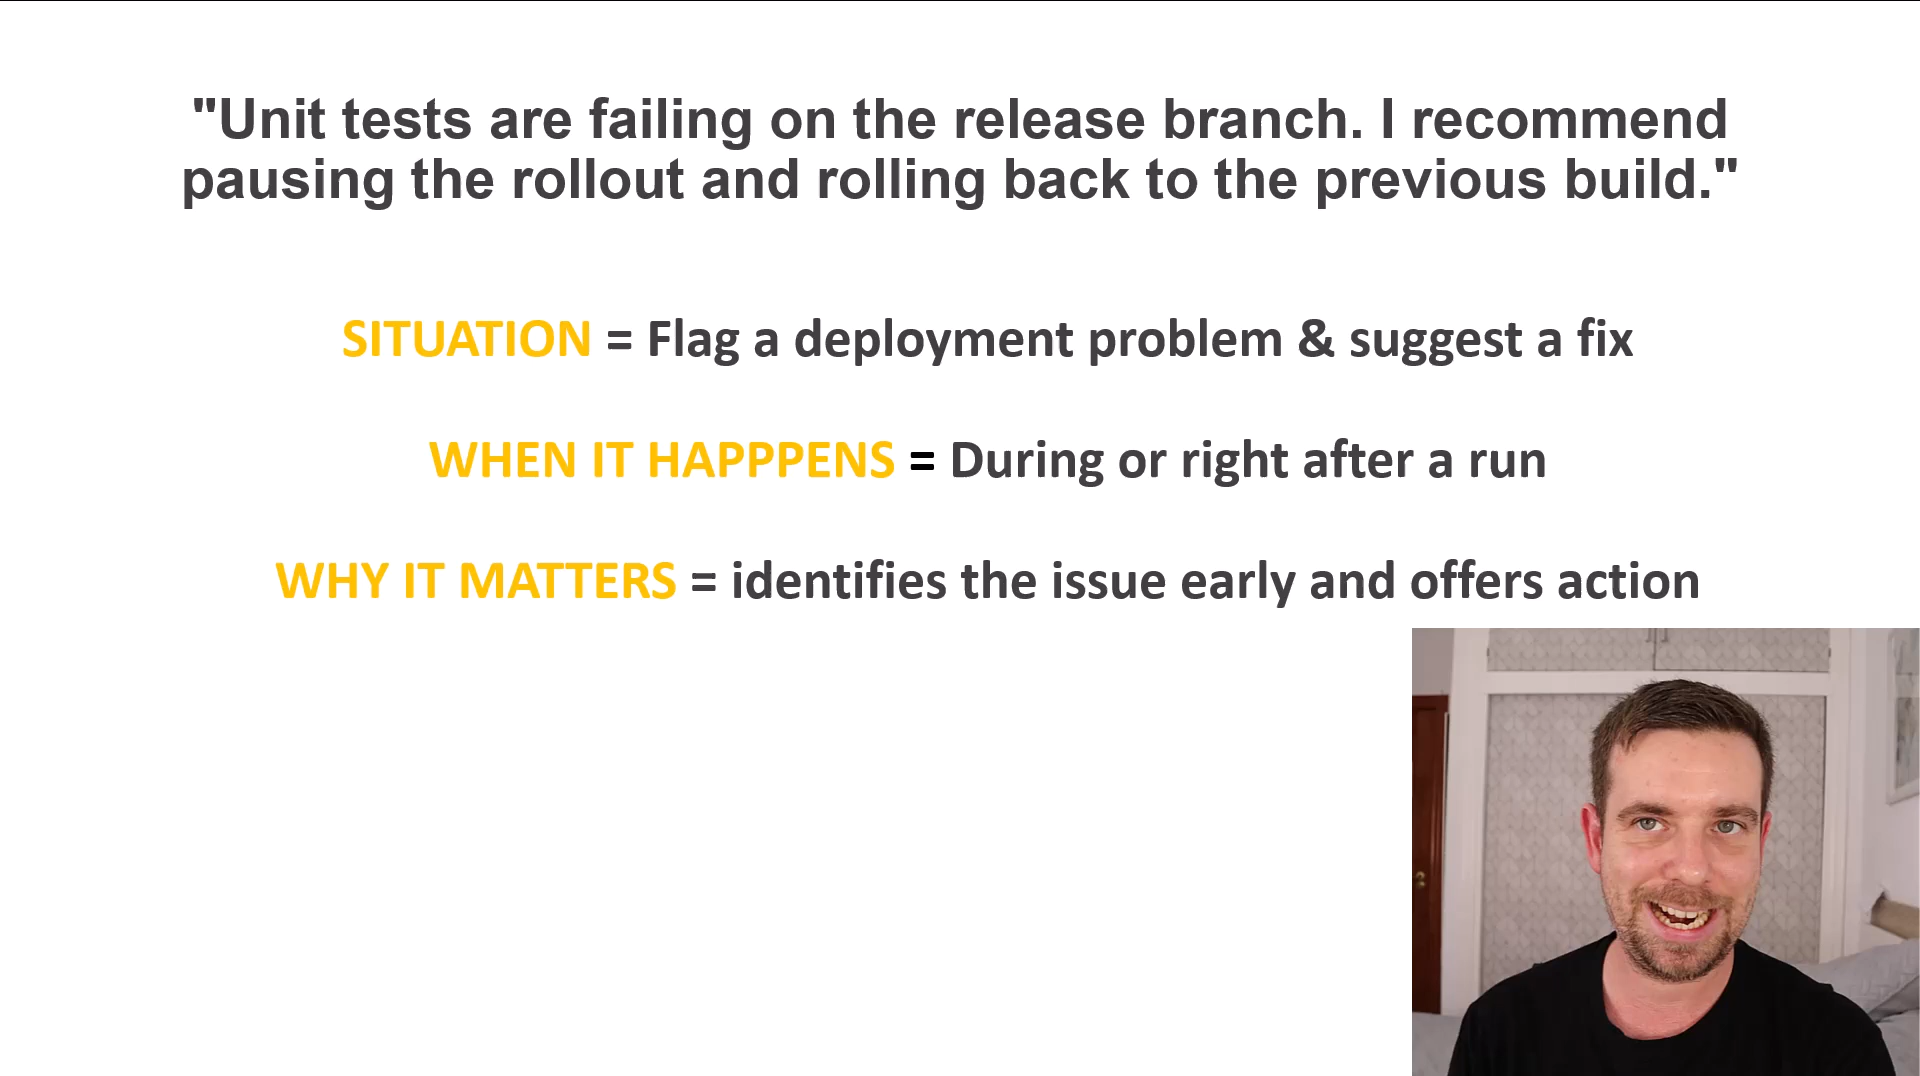 "Unit tests are failing on the release branch. I recommend
pausing the rollout and rolling back to the previous build."
SITUATION = Flag a deployment problem & suggest a fix
WHEN IT HAPPPENS = During or right after a run
WHY IT MATTERS = identifies the issue early and offers action